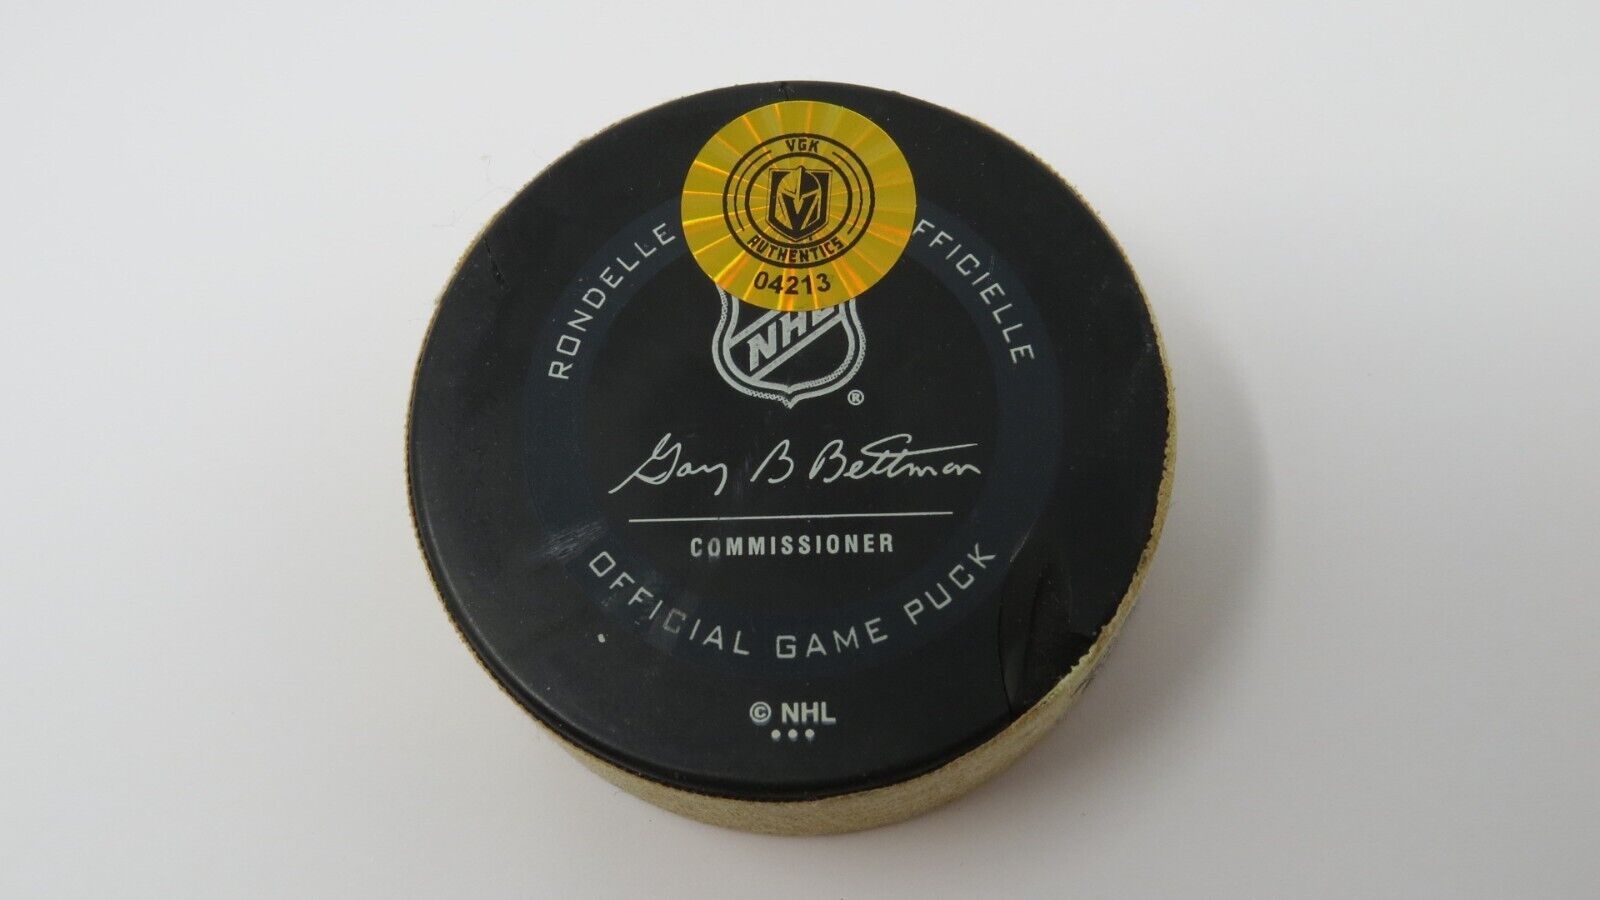 VGK
AUTHENTICS
04213
RONDELLE FFICIELLE
NHL ®
Gary B Bettman
COMMISSIONER
OFFICIAL GAME PUCK
© NHL